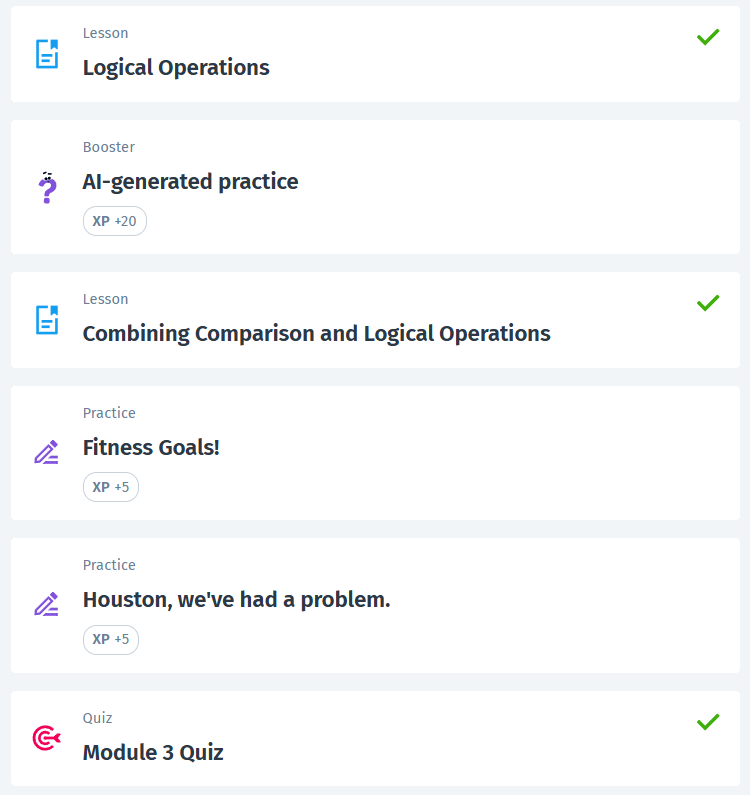 Lesson
Logical Operations
Booster
AI-generated practice
XP +20
Lesson
Combining Comparison and Logical Operations
Practice
Fitness Goals!
XP +5
Practice
Houston, we've had a problem.
XP +5
Quiz
Module 3 Quiz